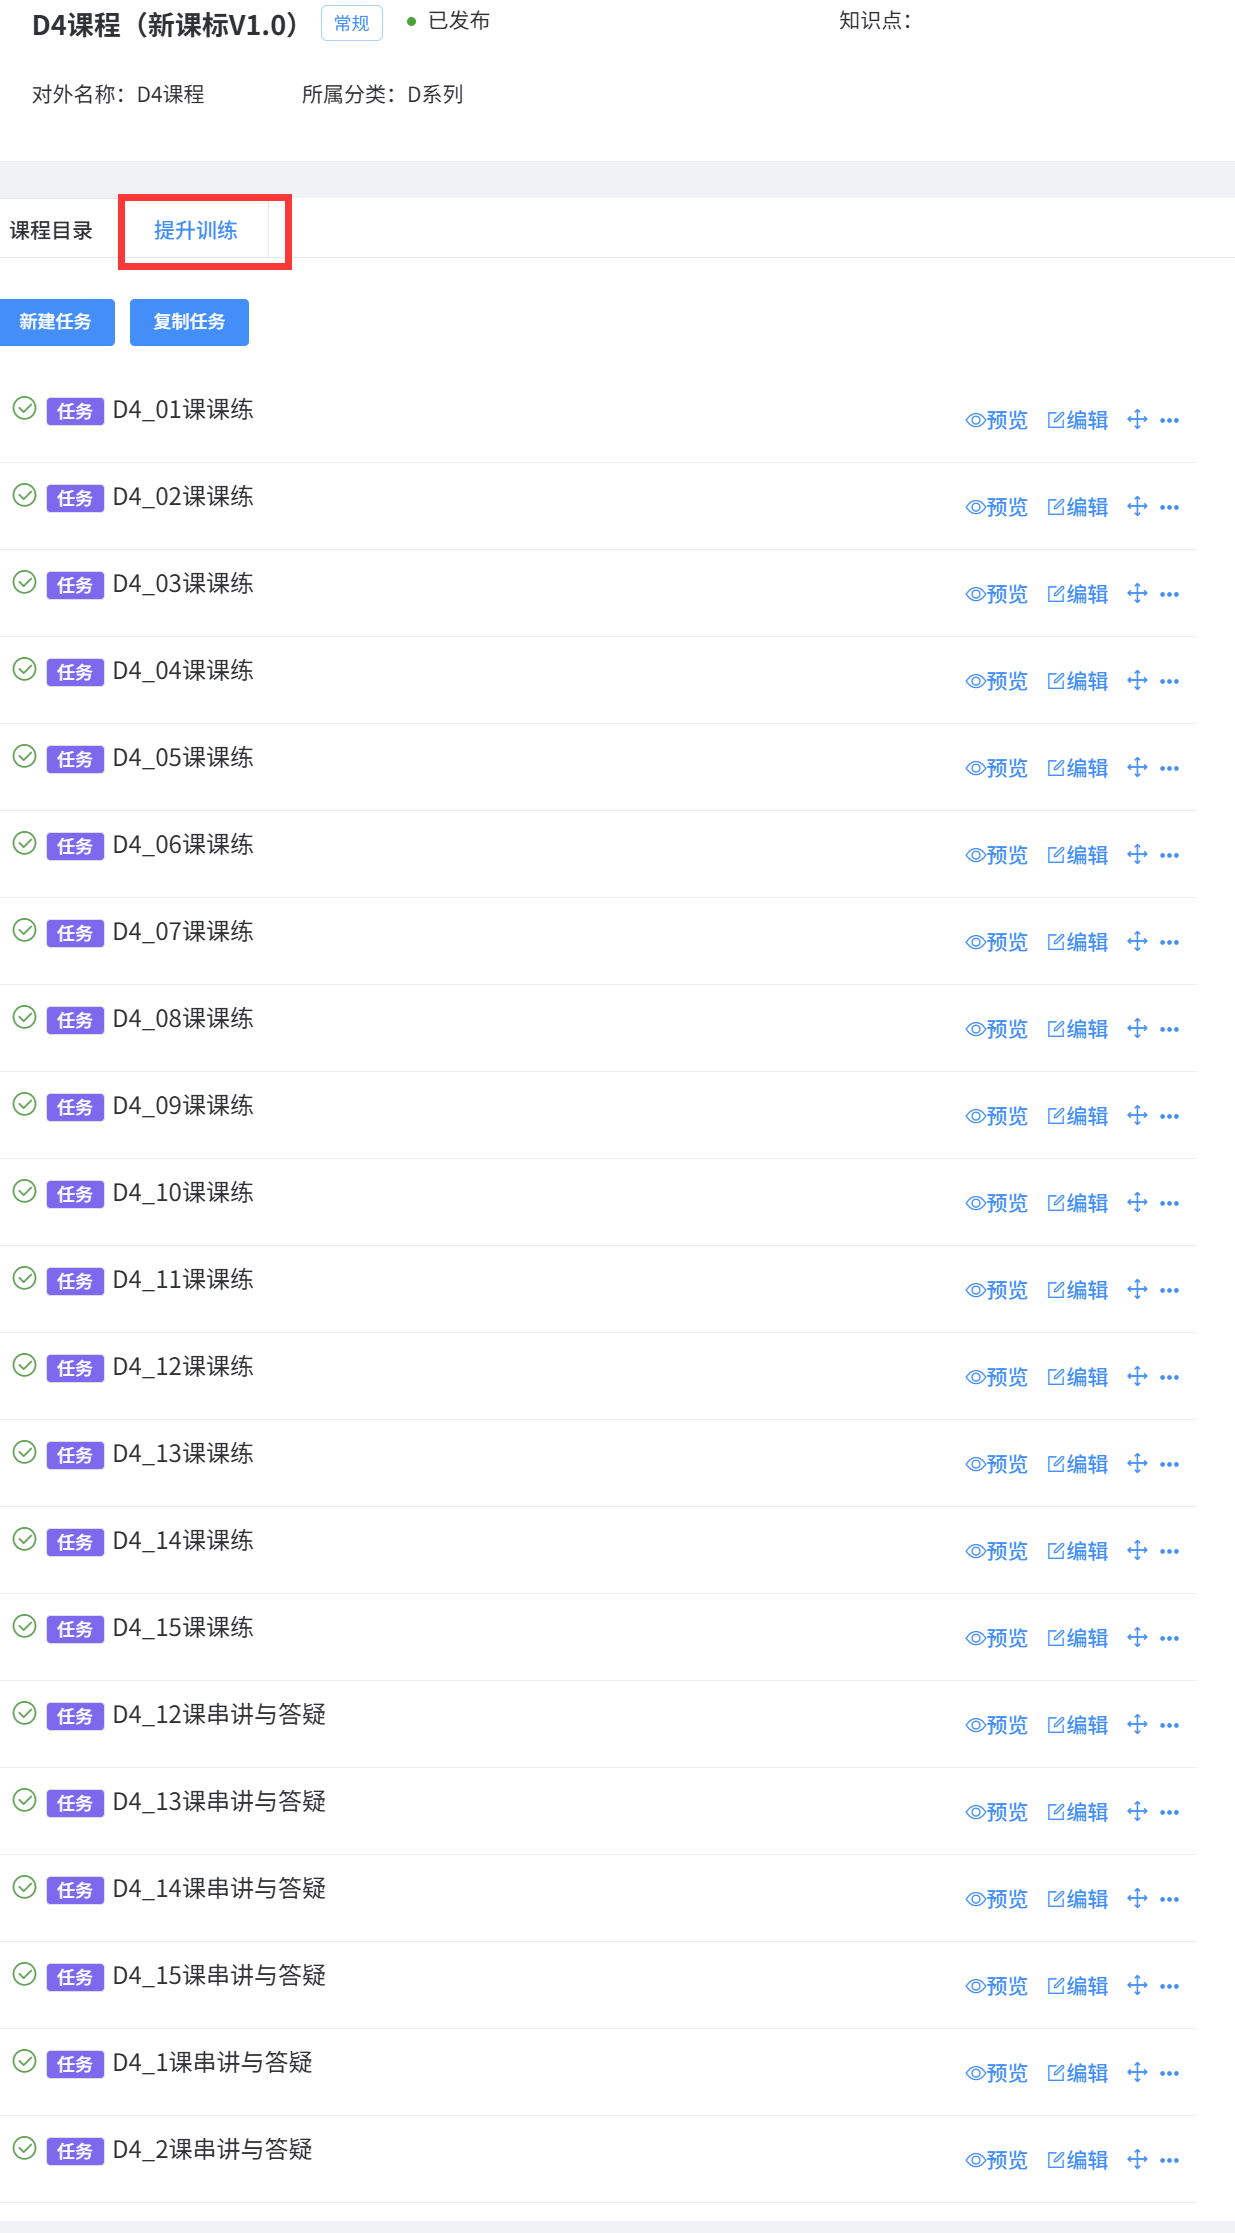 D4课程（新课标V1.0） 常规 已发布 知识点：
对外名称：D4课程 所属分类：D系列
课程目录 提升训练
新建任务 复制任务
任务 D4_01课课练 预览 编辑
任务 D4_02课课练 预览 编辑
任务 D4_03课课练 预览 编辑
任务 D4_04课课练 预览 编辑
任务 D4_05课课练 预览 编辑
任务 D4_06课课练 预览 编辑
任务 D4_07课课练 预览 编辑
任务 D4_08课课练 预览 编辑
任务 D4_09课课练 预览 编辑
任务 D4_10课课练 预览 编辑
任务 D4_11课课练 预览 编辑
任务 D4_12课课练 预览 编辑
任务 D4_13课课练 预览 编辑
任务 D4_14课课练 预览 编辑
任务 D4_15课课练 预览 编辑
任务 D4_12课串讲与答疑 预览 编辑
任务 D4_13课串讲与答疑 预览 编辑
任务 D4_14课串讲与答疑 预览 编辑
任务 D4_15课串讲与答疑 预览 编辑
任务 D4_1课串讲与答疑 预览 编辑
任务 D4_2课串讲与答疑 预览 编辑